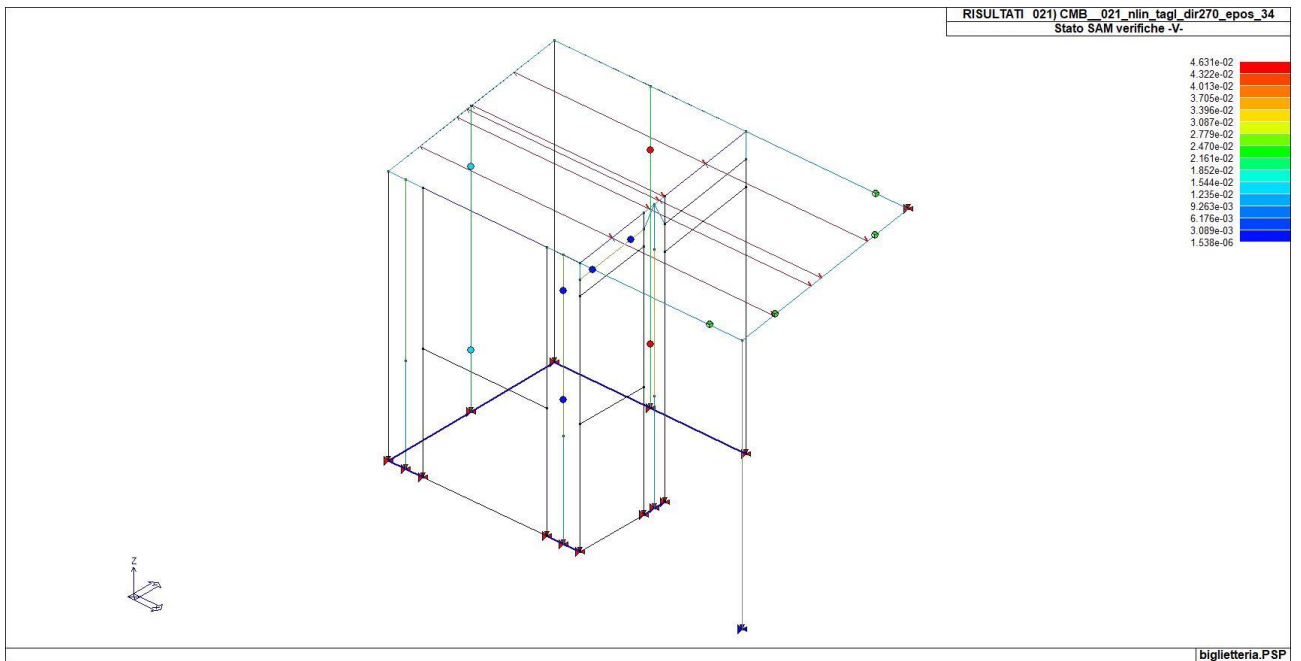 RISULTATI 021) CMB__021_nlin_tagl_dir270_epos_34
Stato SAM verifiche -V-
4.631e-02
4.322e-02
4.013e-02
3.705e-02
3.396e-02
3.087e-02
2.779e-02
2.470e-02
2.161e-02
1.852e-02
1.544e-02
1.235e-02
9.263e-03
6.176e-03
3.089e-03
1.538e-06
Z
biglietteria.PSP